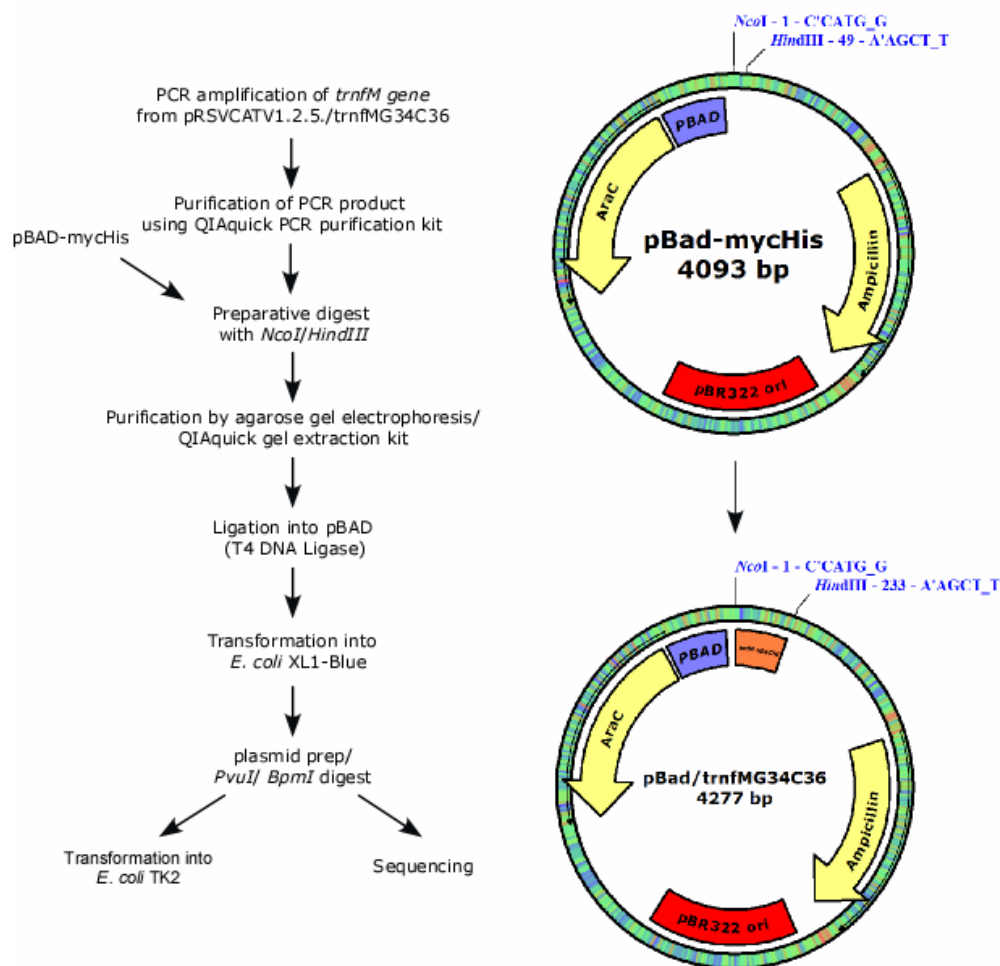 PCR amplification of trnfM gene
from pRSVCATV1.2.5./trnfMG34C36
Purification of PCR product
using QIAquick PCR purification kit
pBAD-mycHis
Preparative digest
with NcoI/HindIII
Purification by agarose gel electrophoresis/
QIAquick gel extraction kit
Ligation into pBAD
(T4 DNA Ligase)
Transformation into
E. coli XL1-Blue
plasmid prep/
PvuI/ BpmI digest
Transformation into
E. coli TK2
Sequencing
NcoI - 1 - C'CATG_G
HindIII - 49 - A'AGCT_T
PBAD
AraC
Ampicillin
pBad-mycHis
4093 bp
pBR322 ori
NcoI - 1 - C'CATG_G
HindIII - 233 - A'AGCT_T
PBAD
AraC
Ampicillin
pBad/trnfMG34C36
4277 bp
pBR322 ori